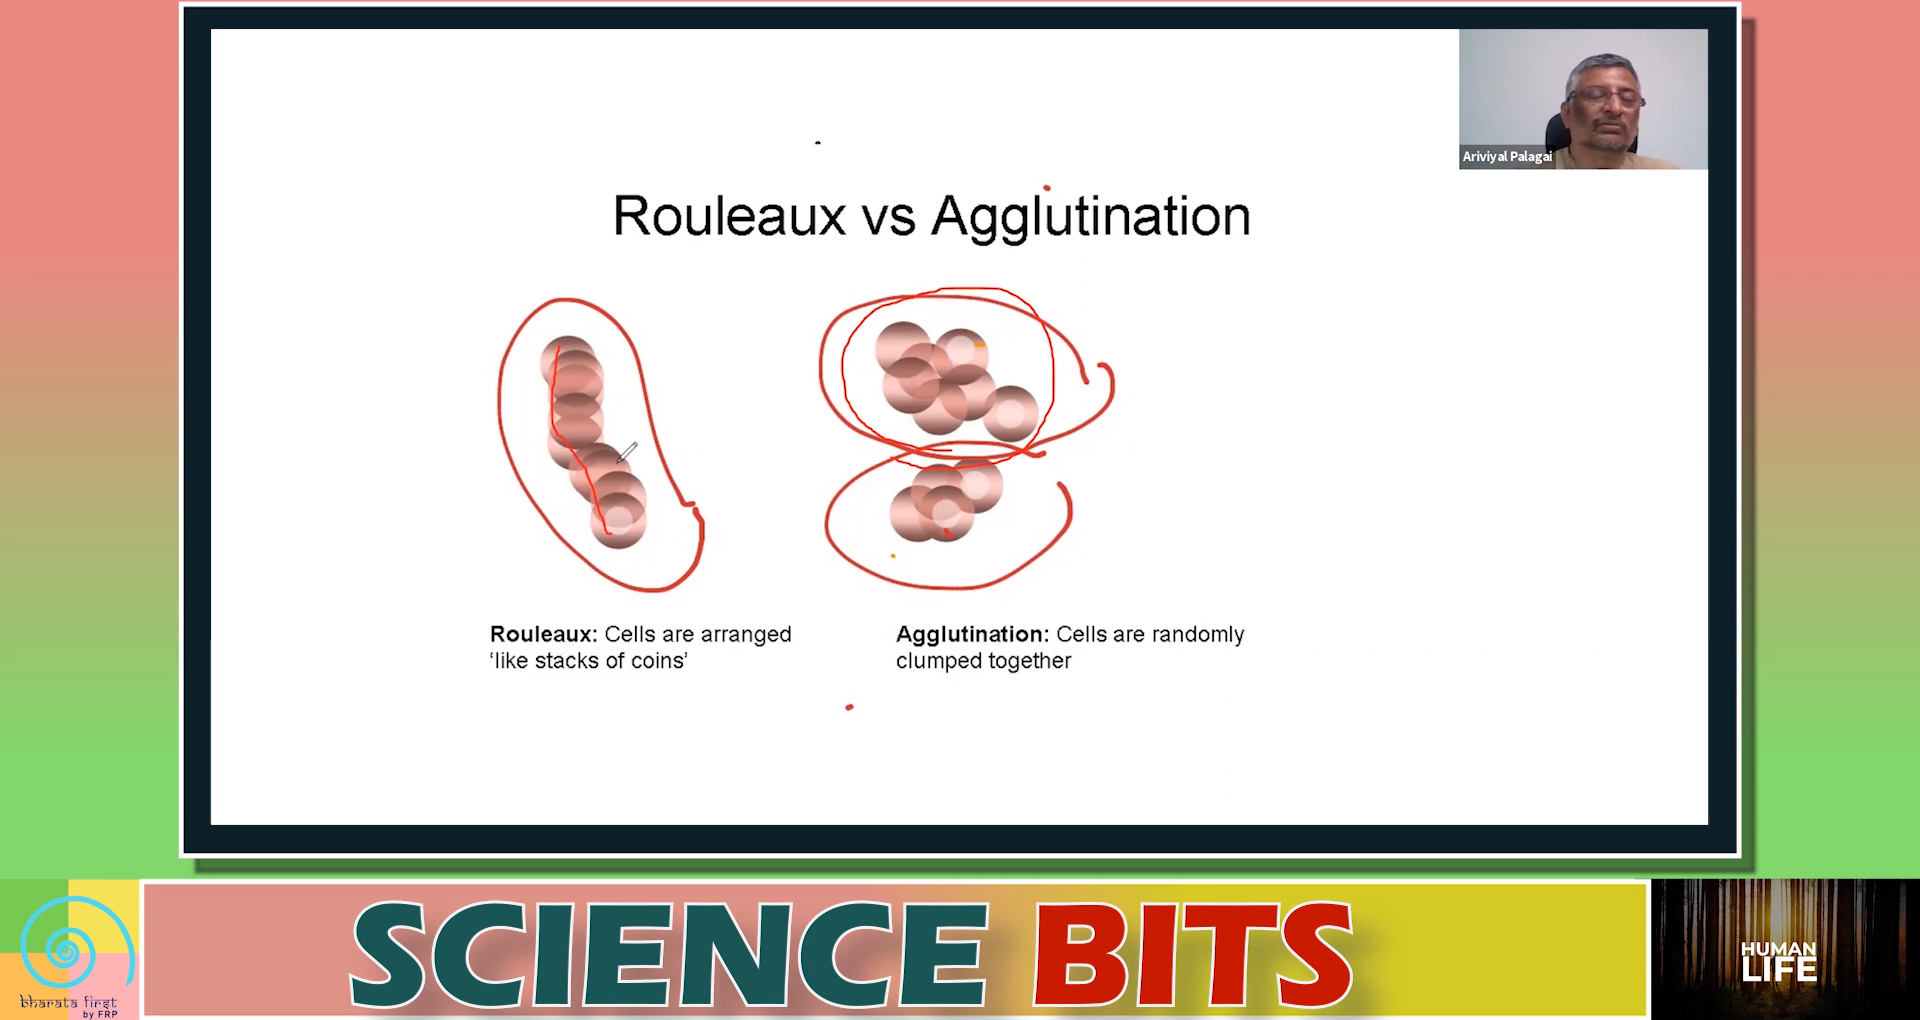 Ariviyal Palagai
Rouleaux vs Agglutination
Rouleaux: Cells are arranged
‘like stacks of coins’
Agglutination: Cells are randomly
clumped together
SCIENCE BITS
bharata first
by FRP
HUMAN
LIFE